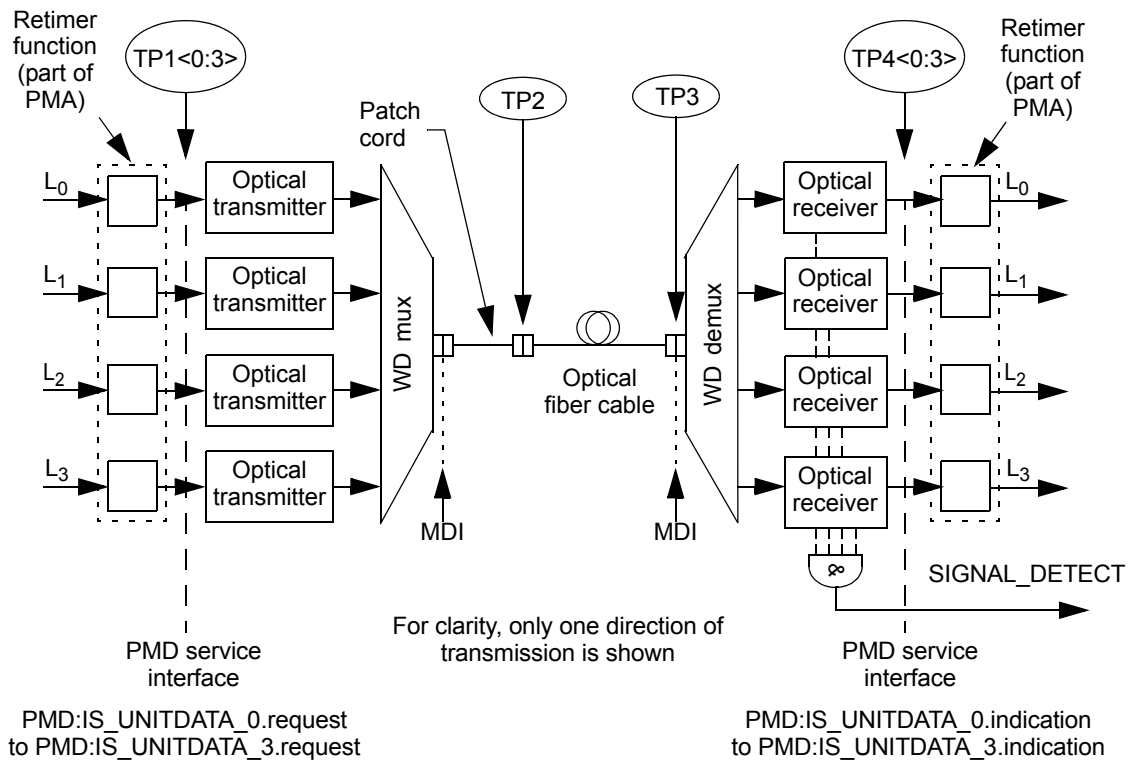 Retimer
function
(part of
PMA)
TP1<0:3>
Patch
cord
TP2
TP3
TP4<0:3>
Retimer
function
(part of
PMA)
L0
Optical
transmitter
L1
Optical
transmitter
L2
Optical
transmitter
L3
Optical
transmitter
WD mux
MDI
Optical
fiber cable
MDI
WD demux
Optical
receiver
L0
Optical
receiver
L1
Optical
receiver
L2
Optical
receiver
L3
&
SIGNAL_DETECT
For clarity, only one direction of
transmission is shown
PMD service
interface
PMD:IS_UNITDATA_0.request
to PMD:IS_UNITDATA_3.request
PMD service
interface
PMD:IS_UNITDATA_0.indication
to PMD:IS_UNITDATA_3.indication